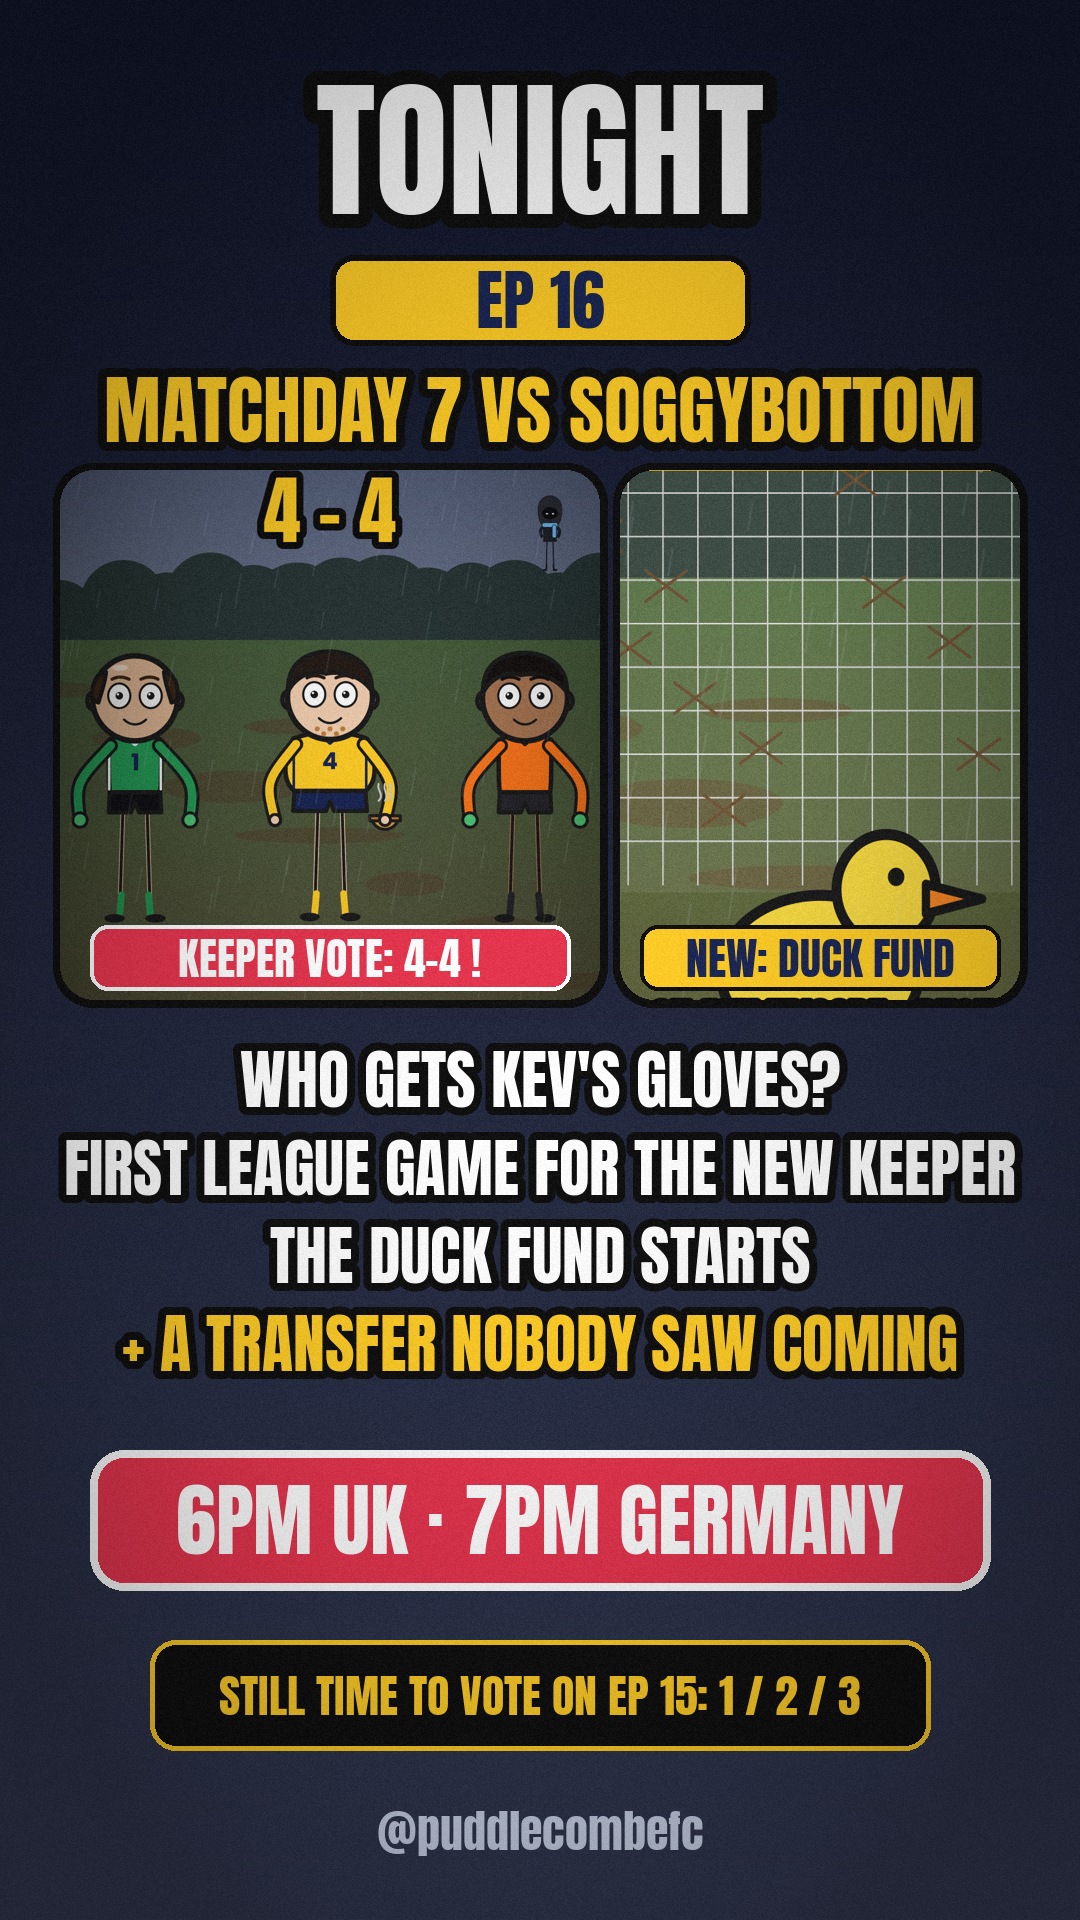 TONIGHT
EP 16
MATCHDAY 7 VS SOGGYBOTTOM
4 - 4
1
4
KEEPER VOTE: 4-4 !
NEW: DUCK FUND
WHO GETS KEV'S GLOVES?
FIRST LEAGUE GAME FOR THE NEW KEEPER
THE DUCK FUND STARTS
+ A TRANSFER NOBODY SAW COMING
6PM UK · 7PM GERMANY
STILL TIME TO VOTE ON EP 15: 1 / 2 / 3
@puddlecombefc